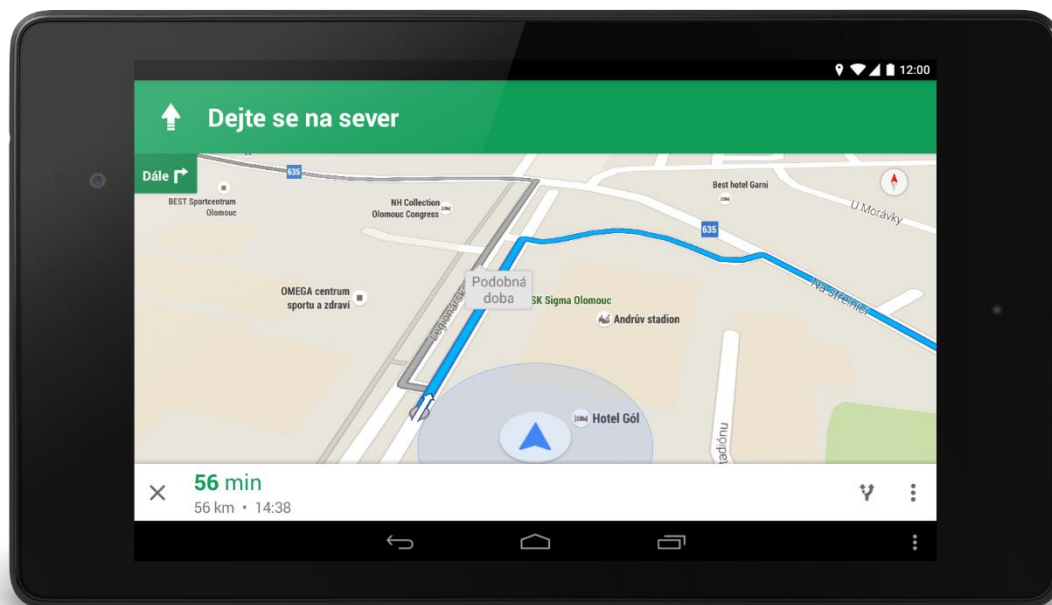 12:00
Dejte se na sever
Dále
635
BEST Sportcentrum
Olomouc
NH Collection
Olomouc Congress
Best hotel Garni
U Morávky
635
OMEGA centrum
sportu a zdraví
Podobná
doba
SK Sigma Olomouc
Andrův stadion
Na střelnici
Hotel Gól
56 min
56 km • 14:38